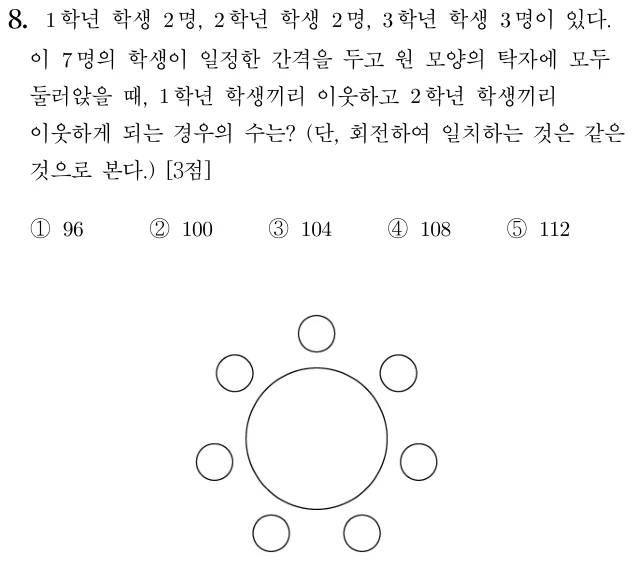 8. 1학년 학생 2명, 2학년 학생 2명, 3학년 학생 3명이 있다.
이 7명의 학생이 일정한 간격을 두고 원 모양의 탁자에 모두
둘러앉을 때, 1학년 학생끼리 이웃하고 2학년 학생끼리
이웃하게 되는 경우의 수는? (단, 회전하여 일치하는 것은 같은
것으로 본다.) [3점]
① 96 ② 100 ③ 104 ④ 108 ⑤ 112